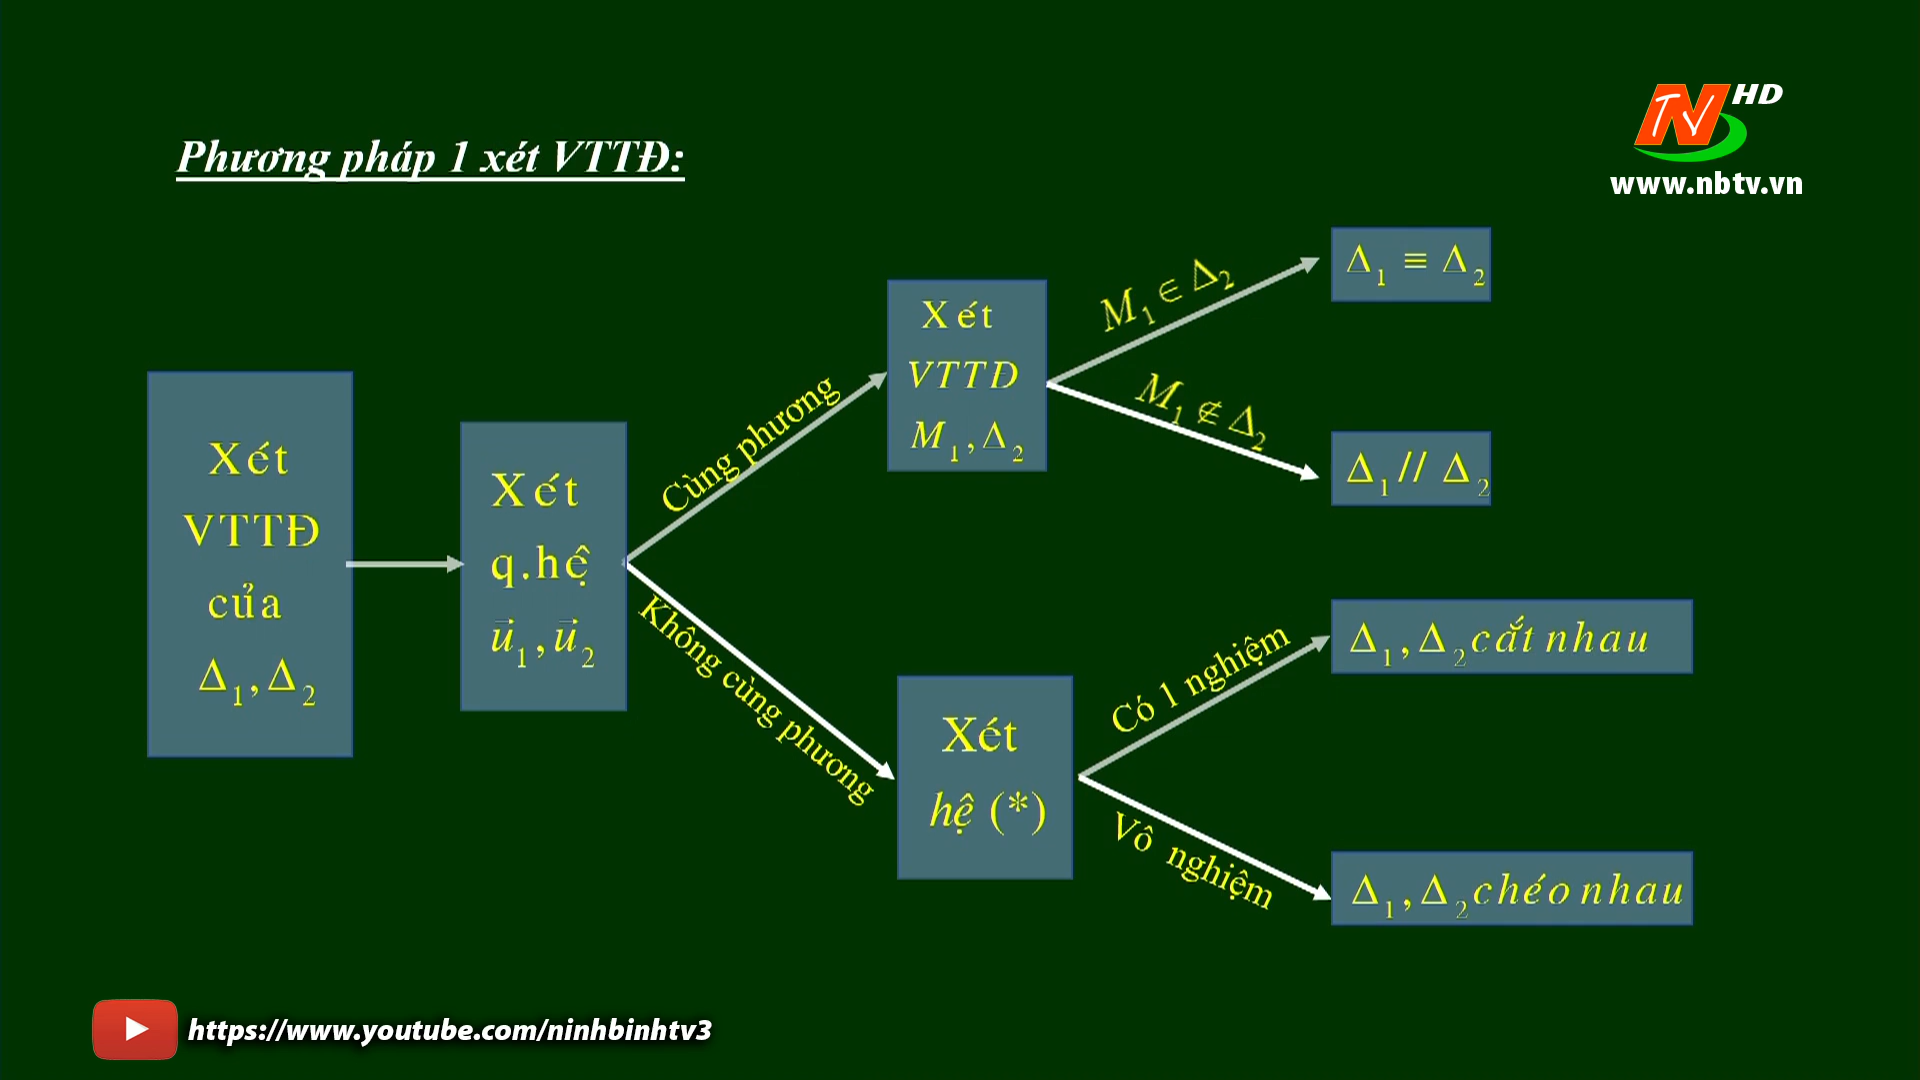 TV HD
www.nbtv.vn
Phương pháp 1 xét VTTĐ:
Xét
VTTĐ
của
Δ₁, Δ₂
Xét
q.hệ
u⃗₁, u⃗₂
Cùng phương
Không cùng phương
Xét
VTTĐ
M₁, Δ₂
M₁ ∈ Δ₂
M₁ ∉ Δ₂
Δ₁ ≡ Δ₂
Δ₁ // Δ₂
Xét
hệ (*)
Có 1 nghiệm
Vô nghiệm
Δ₁, Δ₂ cắt nhau
Δ₁, Δ₂ chéo nhau
https://www.youtube.com/ninhbinhtv3